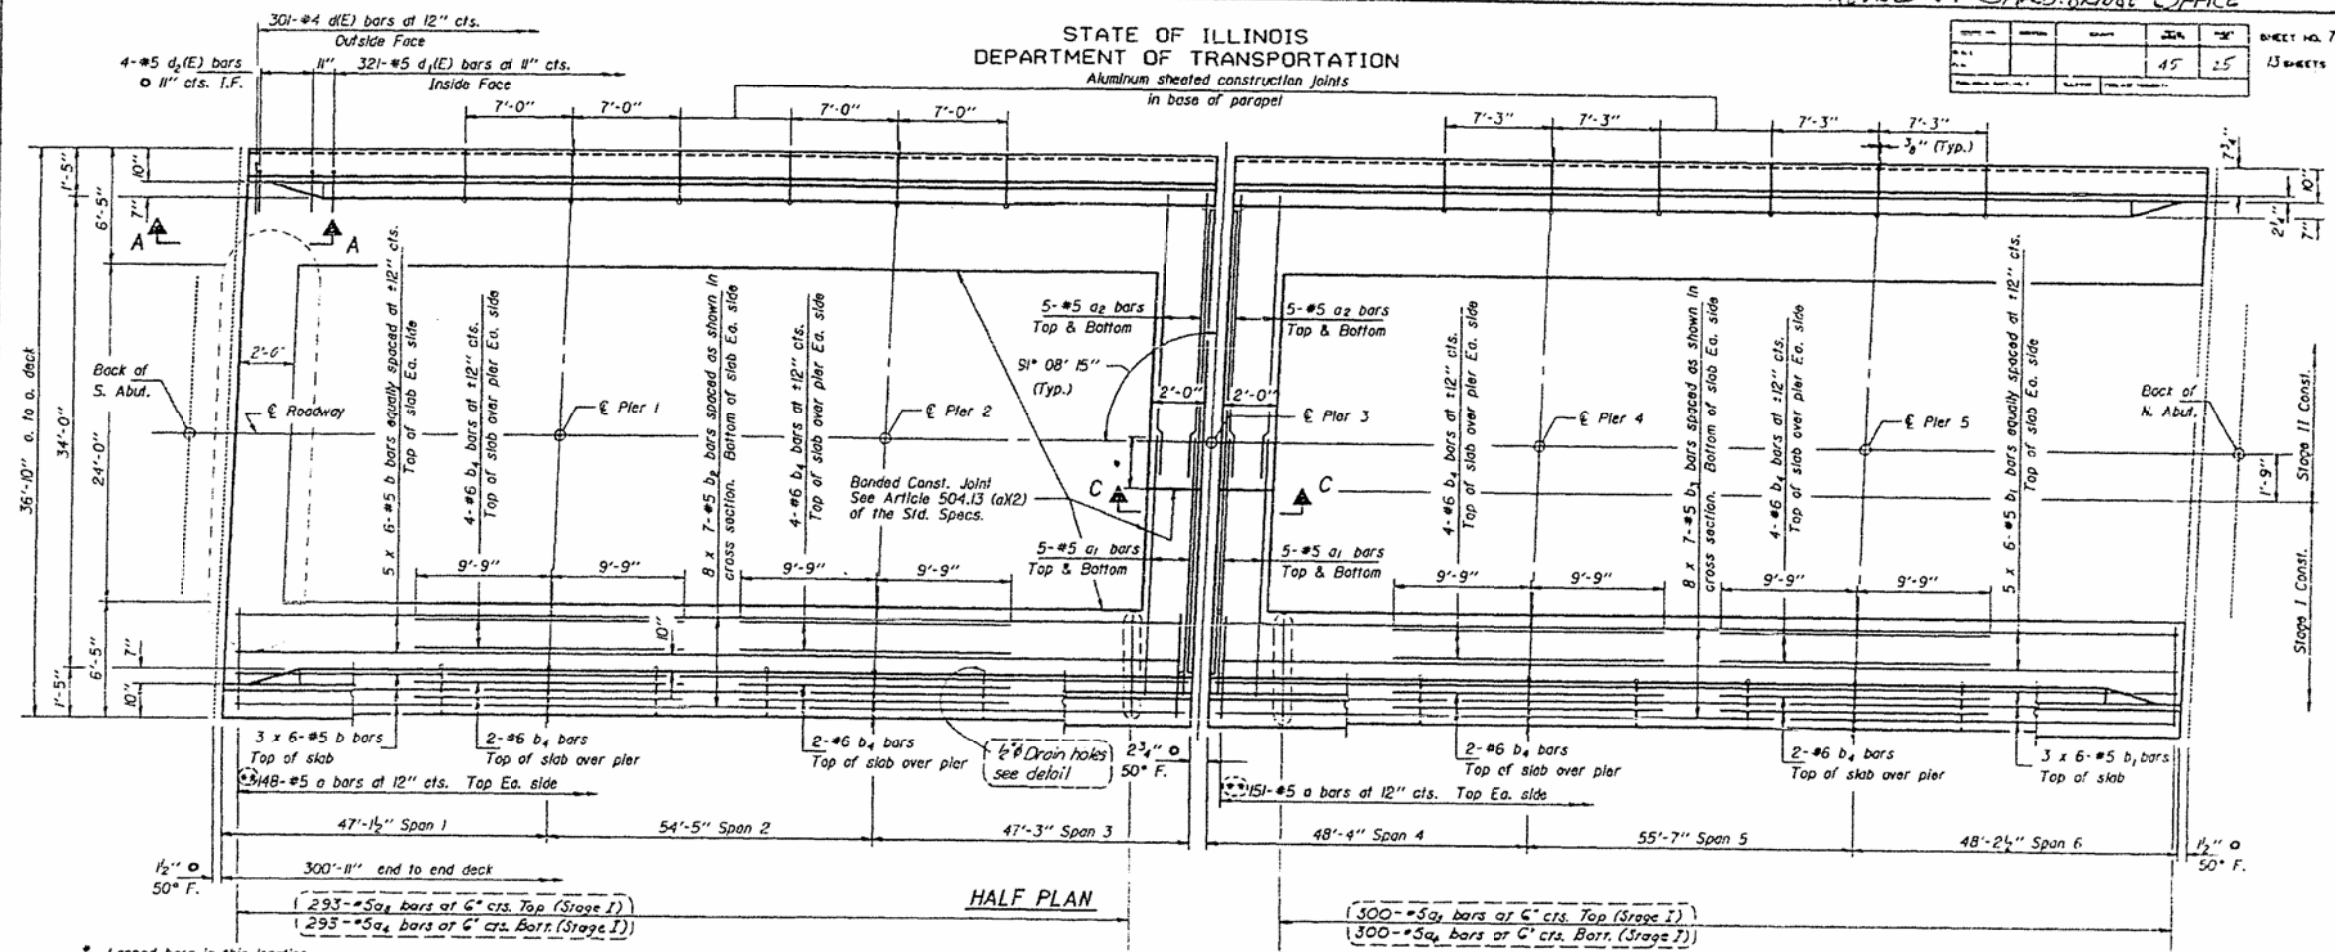 STATE OF ILLINOIS
DEPARTMENT OF TRANSPORTATION
Aluminum sheated construction joints
in base of parapet
SHEET NO. 7
13 SHEETS
45
25
301-#4 d(E) bars at 12" cts.
Outside Face
4-#5 d₂(E) bars
o 11" cts. I.F.
11"
321-#5 d₁(E) bars at 11" cts.
Inside Face
7'-0"
7'-0"
7'-0"
7'-0"
7'-3"
7'-3"
7'-3"
7'-3"
3/8" (Typ.)
7 3/4"
10"
2 1/4"
7"
36'-10" o. to o. deck
1'-5"
34'-0"
1'-5"
6'-5"
24'-0"
6'-5"
10"
7"
7"
10"
A
A
2'-0"
Back of
S. Abut.
℄ Roadway
5 x 6-#5 b bars equally spaced at ±12" cts.
Top of slab Ea. side
4-#6 b₄ bars at ±12" cts.
Top of slab over pier Ea. side
℄ Pier 1
8 x 7-#5 b₂ bars spaced as shown in
cross section. Bottom of slab Ea. side
4-#6 b₄ bars at ±12" cts.
Top of slab over pier Ea. side
℄ Pier 2
5-#5 a₂ bars
Top & Bottom
5-#5 a₂ bars
Top & Bottom
91° 08' 15"
(Typ.)
2'-0"
2'-0"
℄ Pier 3
Bonded Const. Joint
See Article 504.13 (a)(2)
of the Std. Specs.
*
C
C
5-#5 a₁ bars
Top & Bottom
5-#5 a₁ bars
Top & Bottom
4-#6 b₄ bars at ±12" cts.
Top of slab over pier Ea. side
℄ Pier 4
8 x 7-#5 b₃ bars spaced as shown in
cross section. Bottom of slab Ea. side
4-#6 b₄ bars at ±12" cts.
Top of slab over pier Ea. side
℄ Pier 5
5 x 6-#5 b₁ bars equally spaced at ±12" cts.
Top of slab Ea. side
Back of
N. Abut.
1'-9"
Stage II Const.
Stage I Const.
9'-9"
9'-9"
9'-9"
9'-9"
9'-9"
9'-9"
9'-9"
9'-9"
10"
3 x 6-#5 b bars
Top of slab
2-#6 b₄ bars
Top of slab over pier
2-#6 b₄ bars
Top of slab over pier
1/2"φ Drain holes
see detail
2 3/4" o
50° F.
2-#6 b₄ bars
Top of slab over pier
2-#6 b₄ bars
Top of slab over pier
3 x 6-#5 b₁ bars
Top of slab
**148-#5 a bars at 12" cts. Top Ea. side
**151-#5 a bars at 12" cts. Top Ea. side
47'-1½" Span 1
54'-5" Span 2
47'-3" Span 3
48'-4" Span 4
55'-7" Span 5
48'-2½" Span 6
1½" o
50° F.
300'-11" end to end deck
1½" o
50° F.
HALF PLAN
293-#5a₃ bars at 6" cts. Top (Stage I)
293-#5a₄ bars at 6" cts. Bott. (Stage I)
300-#5a₃ bars at 6" cts. Top (Stage I)
300-#5a₄ bars at 6" cts. Bott. (Stage I)